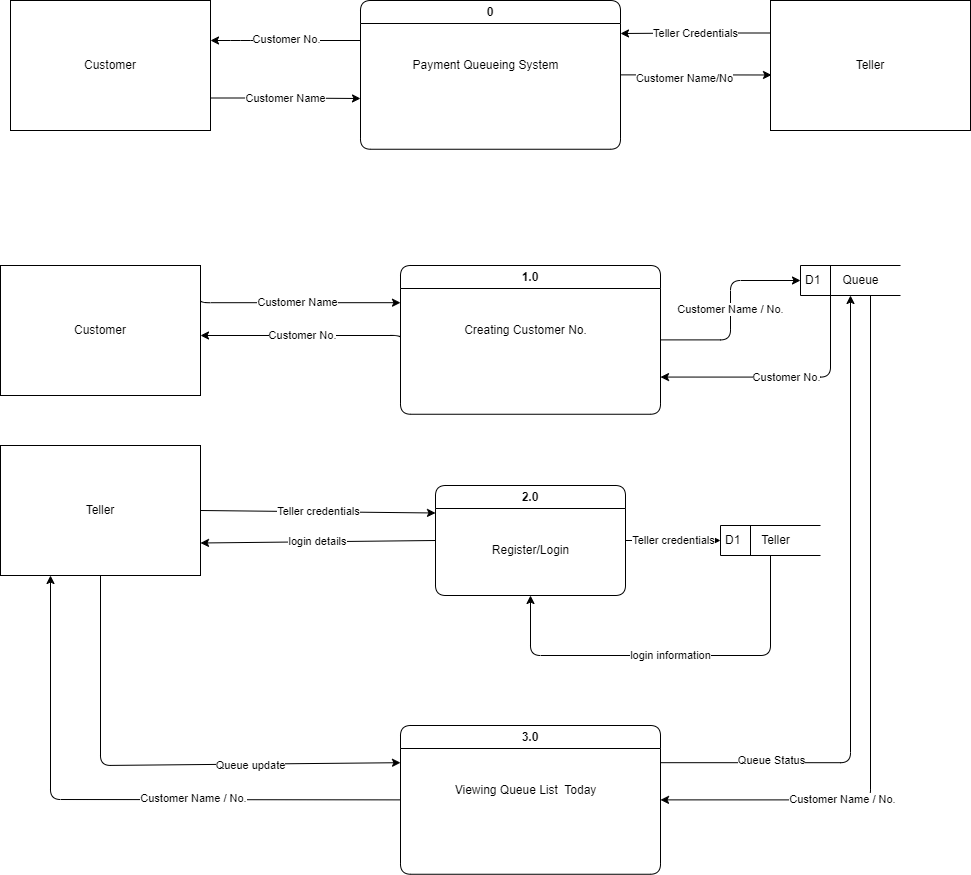 0
Customer No.
Teller Credentials
Customer
Payment Queueing System
Teller
Customer Name/No
Customer Name
1.0
D1
Queue
Customer Name
Customer Name / No.
Customer
Creating Customer No.
Customer No.
Customer No.
2.0
Teller
Teller credentials
login details
Register/Login
Teller credentials
D1
Teller
login information
3.0
Queue update
Queue Status
Viewing Queue List  Today
Customer Name / No.
Customer Name / No.